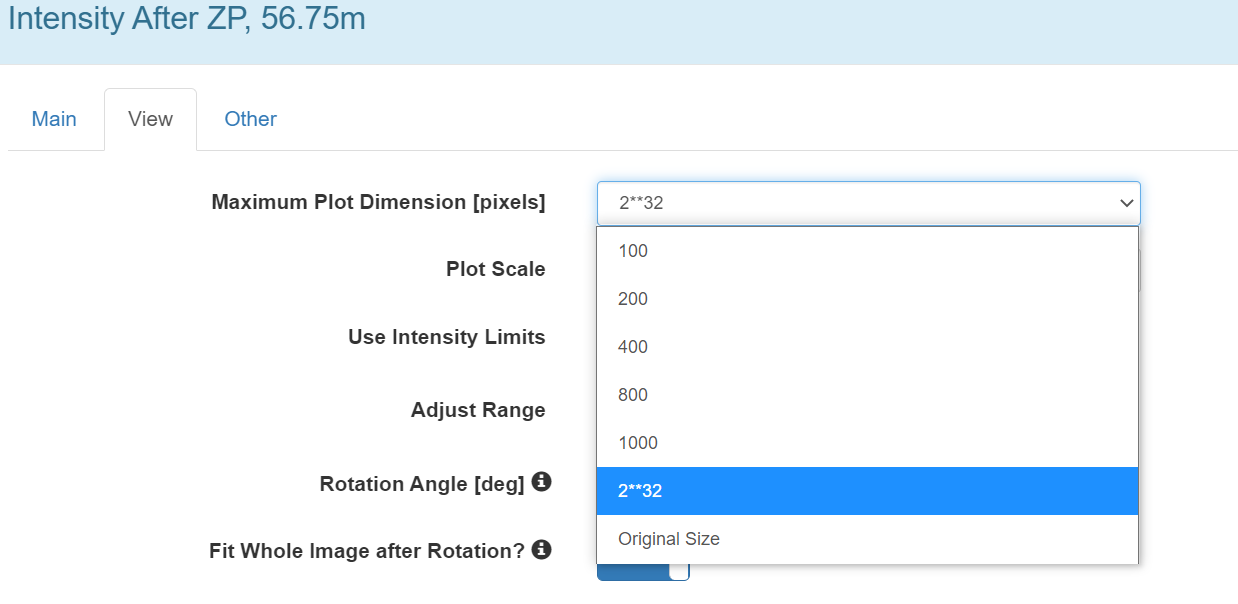 Intensity After ZP, 56.75m
Main View Other
Maximum Plot Dimension [pixels] 2**32
100
Plot Scale
200
Use Intensity Limits
400
800
Adjust Range
1000
Rotation Angle [deg]
2**32
Original Size
Fit Whole Image after Rotation?